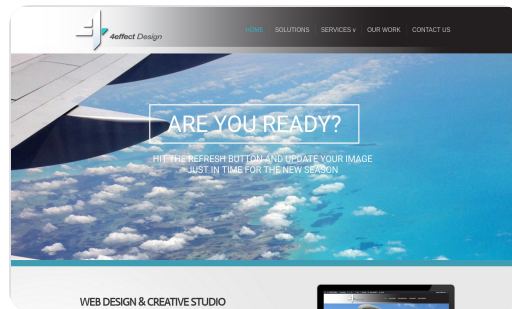 4effect Design
HOME SOLUTIONS SERVICES v OUR WORK CONTACT US
ARE YOU READY?
HIT THE REFRESH BUTTON AND UPDATE YOUR IMAGE
JUST IN TIME FOR THE NEW SEASON
WEB DESIGN & CREATIVE STUDIO